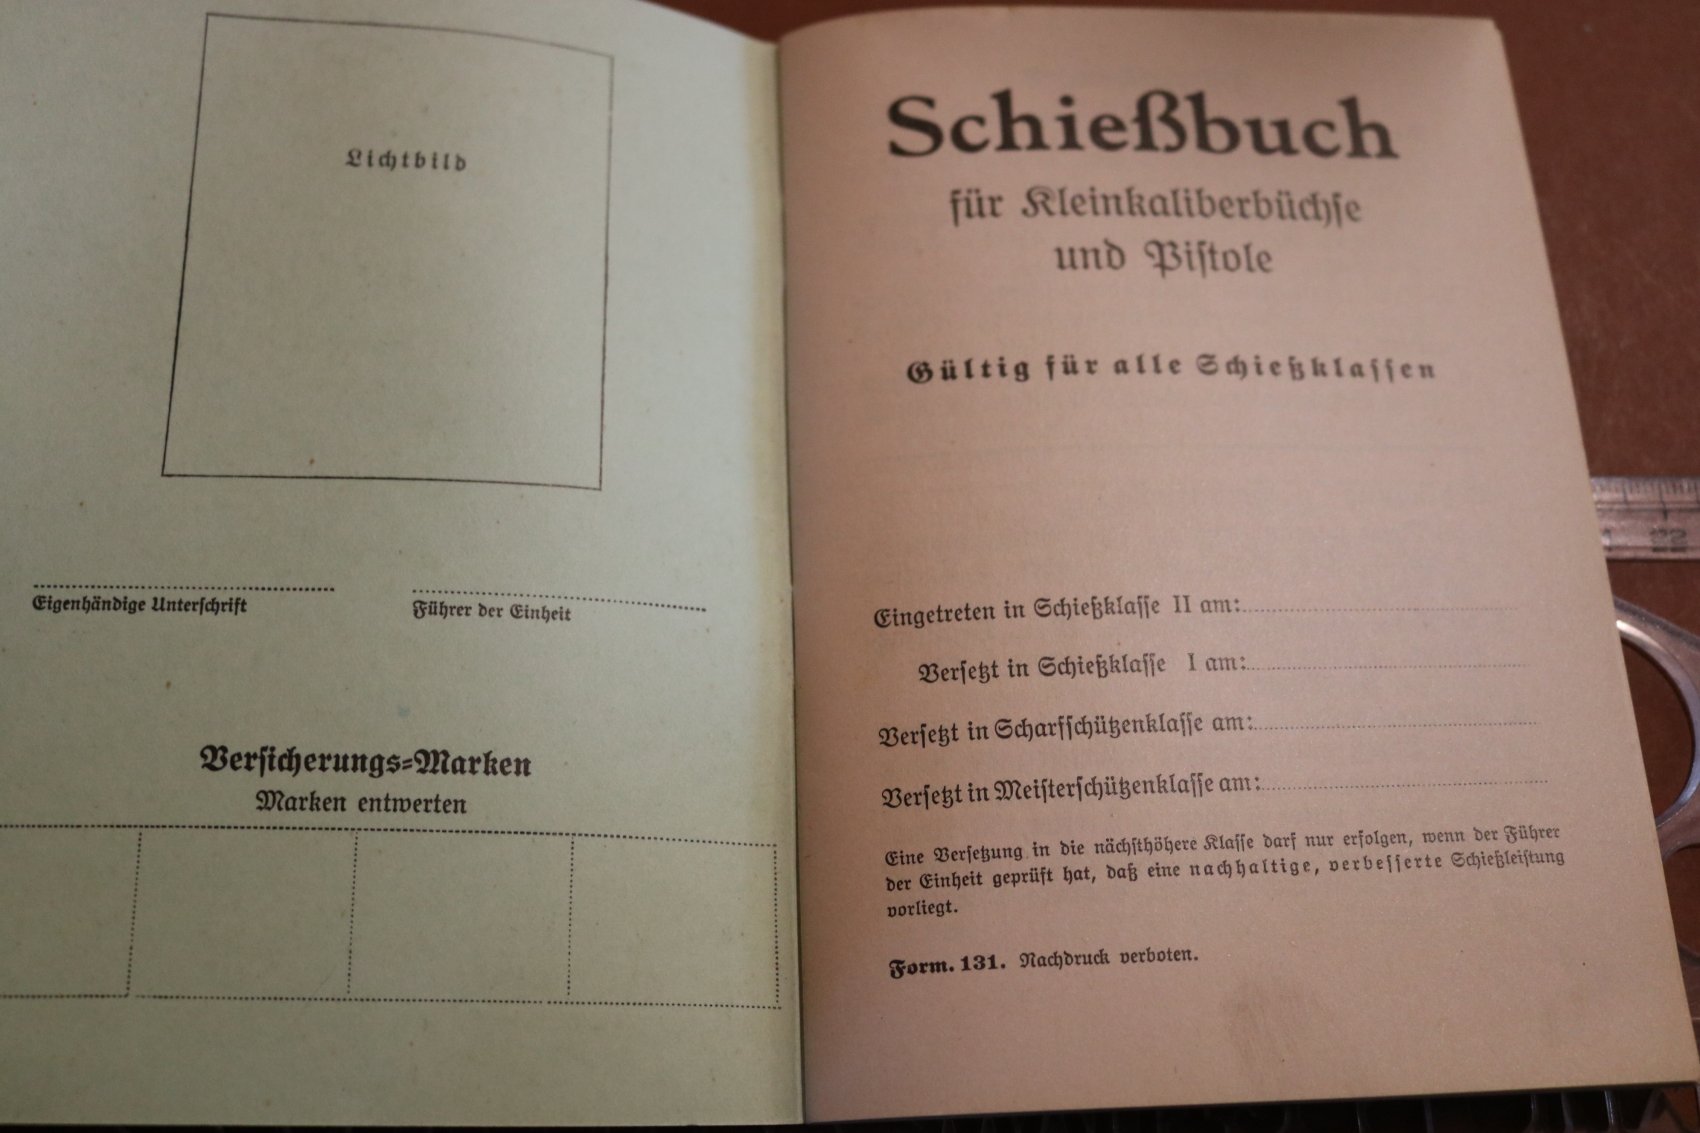 Lichtbild
Eigenhändige Unterschrift
Führer der Einheit
Versicherungs-Marken
Marken entwerten
Schießbuch
für Kleinkaliberbüchse
und Pistole
Gültig für alle Schießklassen
Eingetreten in Schießklasse II am:
Versetzt in Schießklasse I am:
Versetzt in Scharfschützenklasse am:
Versetzt in Meisterschützenklasse am:
Eine Versetzung in die nächsthöhere Klasse darf nur erfolgen, wenn der Führer
der Einheit geprüft hat, daß eine nachhaltige, verbesserte Schießleistung
vorliegt.
Form. 131. Nachdruck verboten.
22